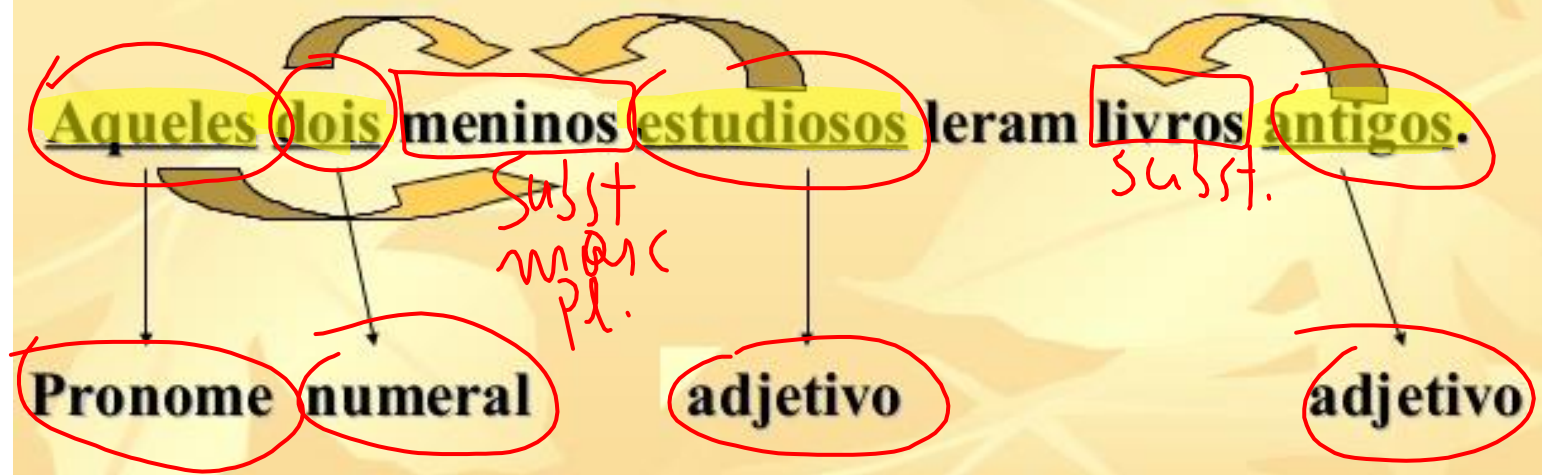 Aqueles dois meninos estudiosos leram livros antigos.
subst
masc
pl.
subst.
Pronome numeral adjetivo adjetivo